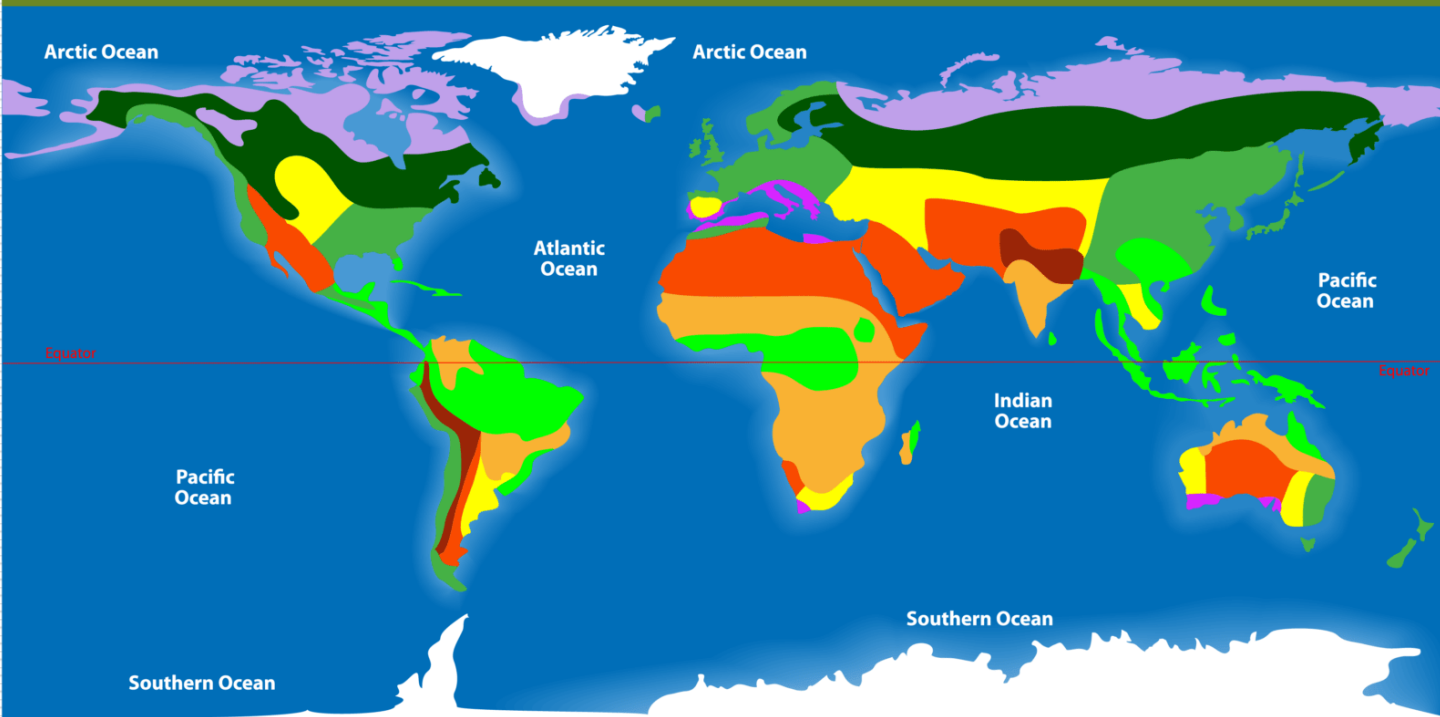 Arctic Ocean
Arctic Ocean
Atlantic
Ocean
Pacific
Ocean
Equator
Equator
Indian
Ocean
Pacific
Ocean
Southern Ocean
Southern Ocean